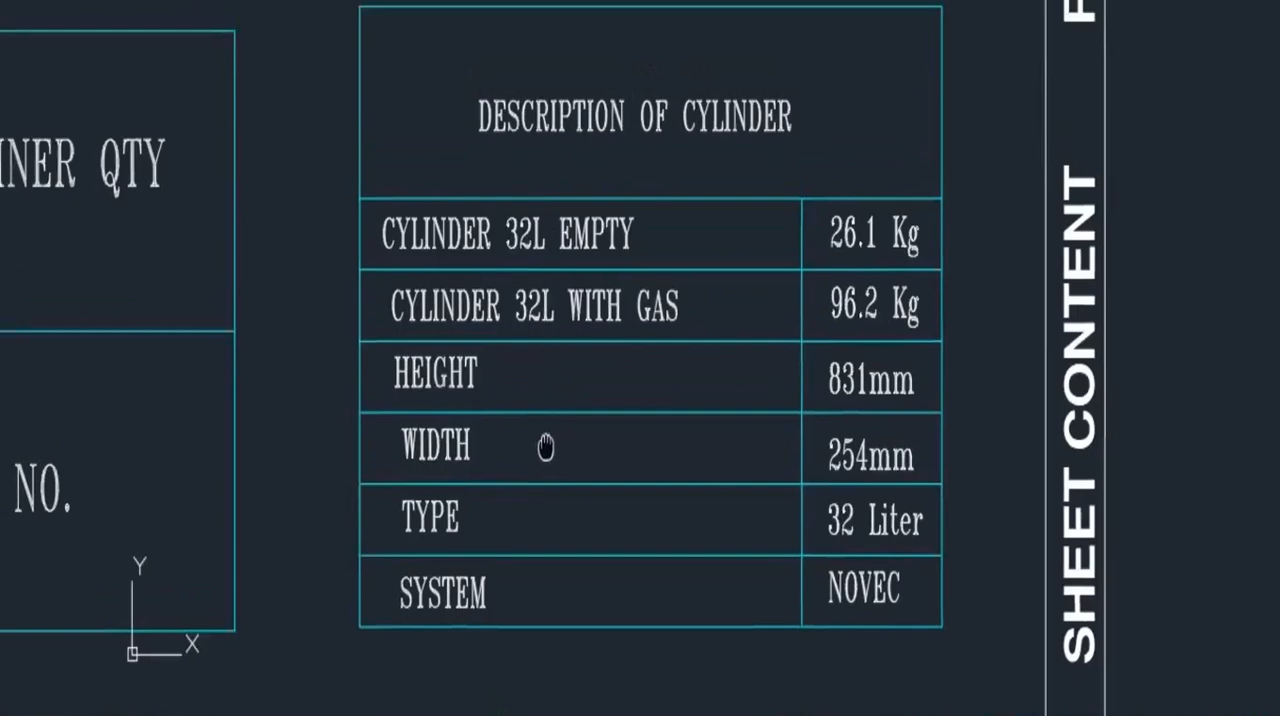 INER QTY
NO.
Y
X
DESCRIPTION OF CYLINDER
CYLINDER 32L EMPTY 26.1 Kg
CYLINDER 32L WITH GAS 96.2 Kg
HEIGHT 831mm
WIDTH 254mm
TYPE 32 Liter
SYSTEM NOVEC
SHEET CONTENT